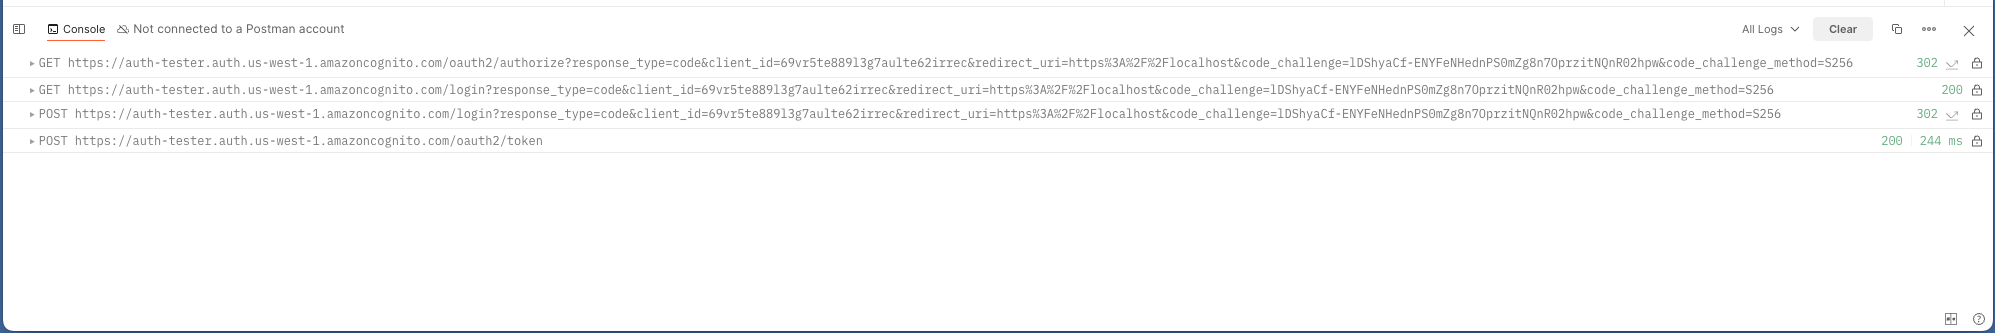 Console Not connected to a Postman account All Logs Clear
GET https://auth-tester.auth.us-west-1.amazoncognito.com/oauth2/authorize?response_type=code&client_id=69vr5te889l3g7aulte62irrec&redirect_uri=https%3A%2F%2Flocalhost&code_challenge=lDShyaCf-ENYFeNHednPS0mZg8n7OprzitNQnR02hpw&code_challenge_method=S256 302
GET https://auth-tester.auth.us-west-1.amazoncognito.com/login?response_type=code&client_id=69vr5te889l3g7aulte62irrec&redirect_uri=https%3A%2F%2Flocalhost&code_challenge=lDShyaCf-ENYFeNHednPS0mZg8n7OprzitNQnR02hpw&code_challenge_method=S256 200
POST https://auth-tester.auth.us-west-1.amazoncognito.com/login?response_type=code&client_id=69vr5te889l3g7aulte62irrec&redirect_uri=https%3A%2F%2Flocalhost&code_challenge=lDShyaCf-ENYFeNHednPS0mZg8n7OprzitNQnR02hpw&code_challenge_method=S256 302
POST https://auth-tester.auth.us-west-1.amazoncognito.com/oauth2/token 200 244 ms